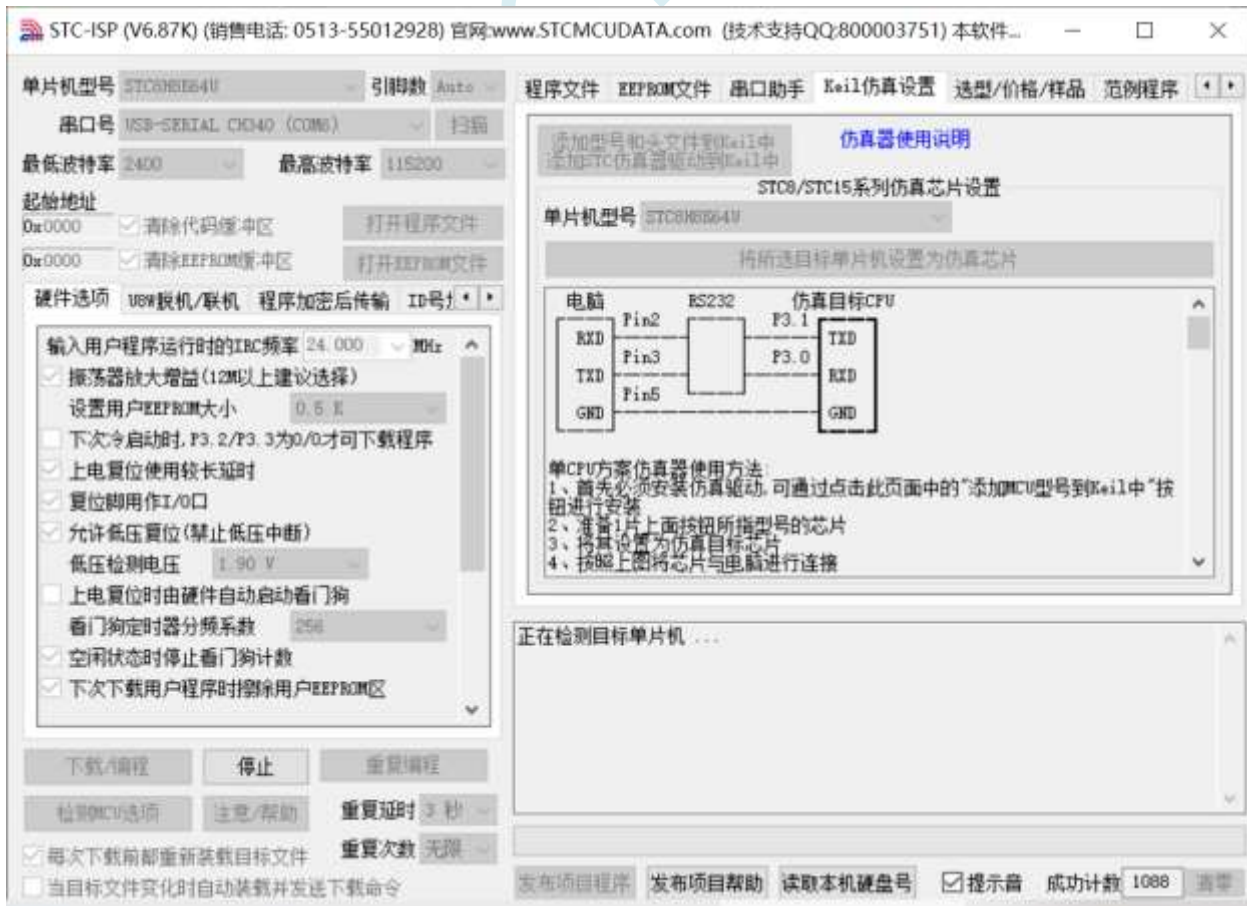 STC-ISP (V6.87K) (销售电话: 0513-55012928) 官网:www.STCMCUDATA.com (技术支持QQ:800003751) 本软件...
单片机型号 STC8H8K64U 引脚数 Auto
串口号 USB-SERIAL CH340 (COM6) 扫描
最低波特率 2400 最高波特率 115200
起始地址
0x0000 清除代码缓冲区 打开程序文件
0x0000 清除EEPROM缓冲区 打开EEPROM文件
硬件选项 U8W脱机/联机 程序加密后传输 ID号
输入用户程序运行时的IRC频率 24.000 MHz
振荡器放大增益(12M以上建议选择)
设置用户EEPROM大小 0.5 K
下次冷启动时,P3.2/P3.3为0/0才可下载程序
上电复位使用较长延时
复位脚用作I/O口
允许低压复位(禁止低压中断)
低压检测电压 1.90 V
上电复位时由硬件自动启动看门狗
看门狗定时器分频系数 256
空闲状态时停止看门狗计数
下次下载用户程序时擦除用户EEPROM区
下载/编程 停止 重复编程
检测MCU选项 注意/帮助 重复延时 3 秒
重复次数 无限
每次下载前都重新装载目标文件
当目标文件变化时自动装载并发送下载命令
程序文件 EEPROM文件 串口助手 Keil仿真设置 选型/价格/样品 范例程序
添加型号和头文件到Keil中
添加STC仿真器驱动到Keil中
仿真器使用说明
STC8/STC15系列仿真芯片设置
单片机型号 STC8H8K64U
将所选目标单片机设置为仿真芯片
电脑 RS232 仿真目标CPU
Pin2 P3.1
RXD TXD
Pin3 P3.0
TXD RXD
Pin5
GND GND
单CPU方案仿真器使用方法:
1、首先必须安装仿真驱动,可通过点击此页面中的"添加MCU型号到Keil中"按
钮进行安装
2、准备1片上面按钮所指型号的芯片
3、将其设置为仿真目标芯片
4、按照上图将芯片与电脑进行连接
正在检测目标单片机 ...
发布项目程序 发布项目帮助 读取本机硬盘号 提示音 成功计数 1088 清零